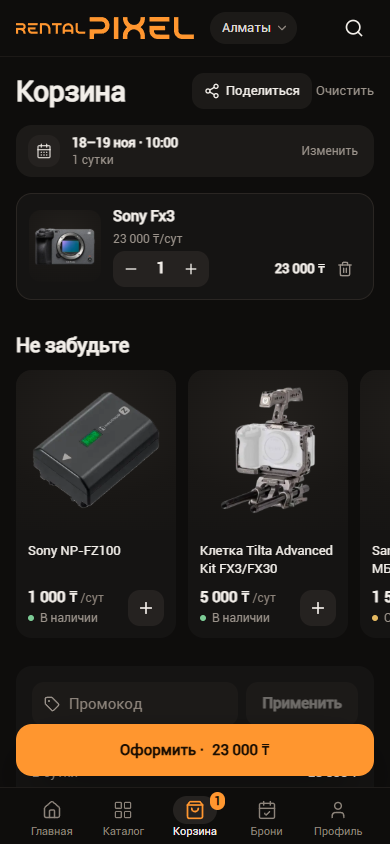 RENTAL PIXEL
Алматы
Корзина
Поделиться
Очистить
18–19 ноя · 10:00
1 сутки
Изменить
Sony Fx3
23 000 ₸/сут
1
23 000 ₸
Не забудьте
Sony NP-FZ100
1 000 ₸ /сут
В наличии
Клетка Tilta Advanced
Kit FX3/FX30
5 000 ₸ /сут
В наличии
Промокод
Применить
Оформить · 23 000 ₸
1
Главная
Каталог
Корзина
Брони
Профиль